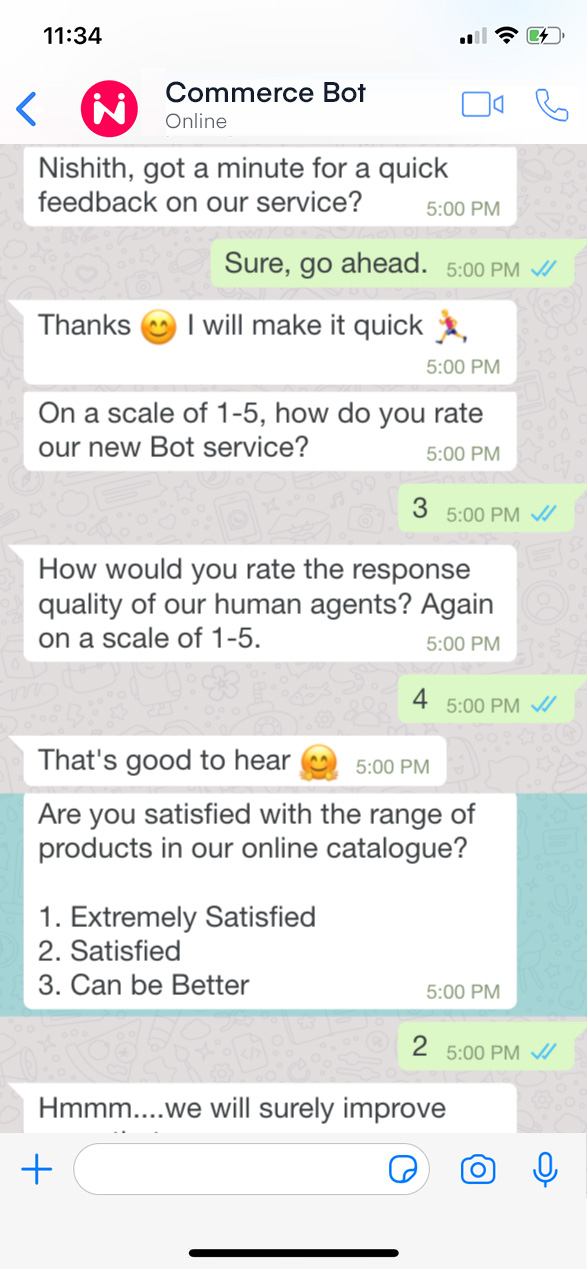 11:34
Commerce Bot
Online
Nishith, got a minute for a quick
feedback on our service?
5:00 PM
Sure, go ahead. 5:00 PM
Thanks 😊 I will make it quick 🏃
5:00 PM
On a scale of 1-5, how do you rate
our new Bot service?
5:00 PM
3 5:00 PM
How would you rate the response
quality of our human agents? Again
on a scale of 1-5.
5:00 PM
4 5:00 PM
That's good to hear 🤗 5:00 PM
Are you satisfied with the range of
products in our online catalogue?
1. Extremely Satisfied
2. Satisfied
3. Can be Better
5:00 PM
2 5:00 PM
Hmmm....we will surely improve